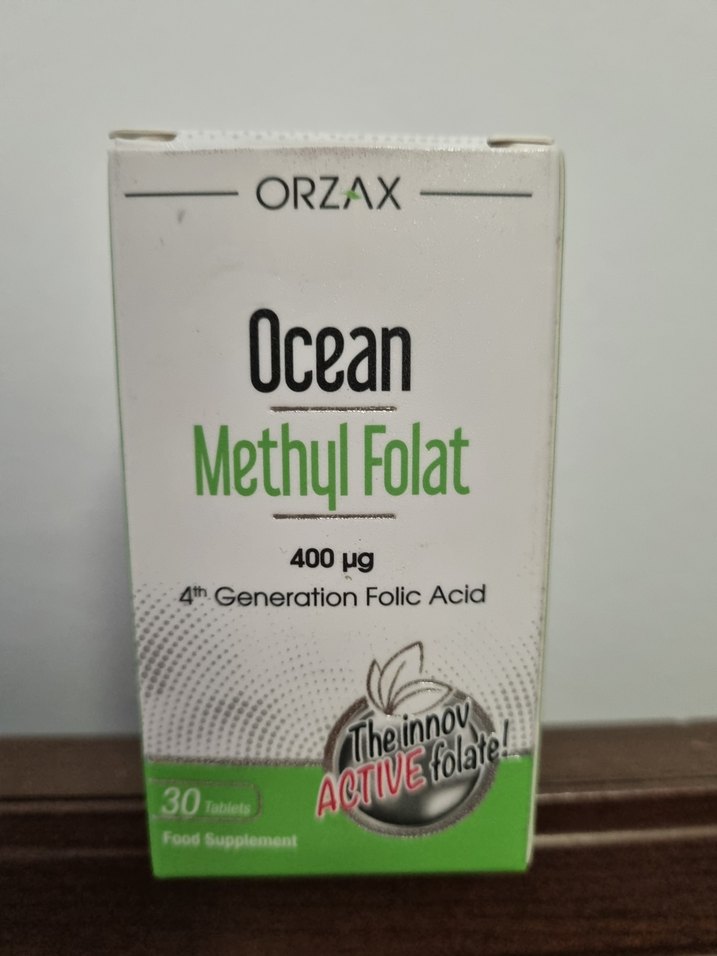 ORZAX
Ocean
Methyl Folat
400 µg
4th Generation Folic Acid
The innov
ACTIVE folate!
30 Tablets
Food Supplement